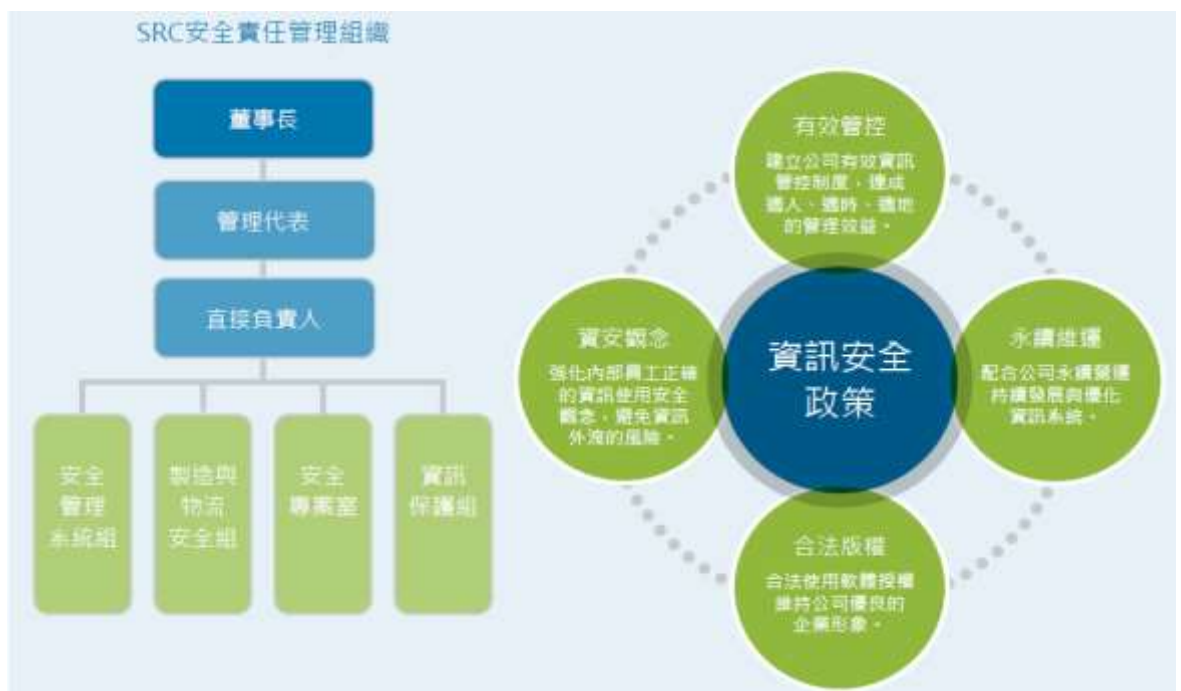 SRC安全責任管理組織
董事長
管理代表
直接負責人
安全
管理
系統組
製造與
物流
安全組
安全
專案室
資訊
保護組
有效管控
建立公司有效資訊
管控制度，達成
適人、適時、適地
的管理效益。
資安觀念
強化內部員工正確
的資訊使用安全
觀念，避免資訊
外洩的風險。
資訊安全
政策
永續維運
配合公司永續營運
持續發展與優化
資訊系統。
合法版權
合法使用軟體授權
維持公司優良的
企業形象。